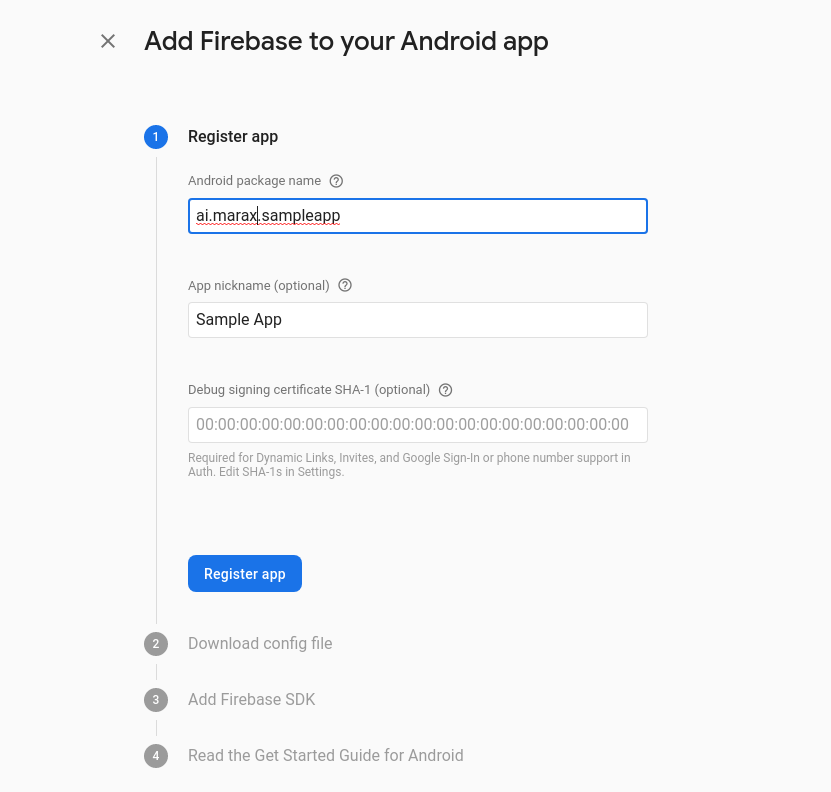 Add Firebase to your Android app
1 Register app
Android package name
ai.marax.sampleapp
App nickname (optional)
Sample App
Debug signing certificate SHA-1 (optional)
00:00:00:00:00:00:00:00:00:00:00:00:00:00:00:00:00:00:00:00
Required for Dynamic Links, Invites, and Google Sign-In or phone number support in
Auth. Edit SHA-1s in Settings.
Register app
2 Download config file
3 Add Firebase SDK
4 Read the Get Started Guide for Android